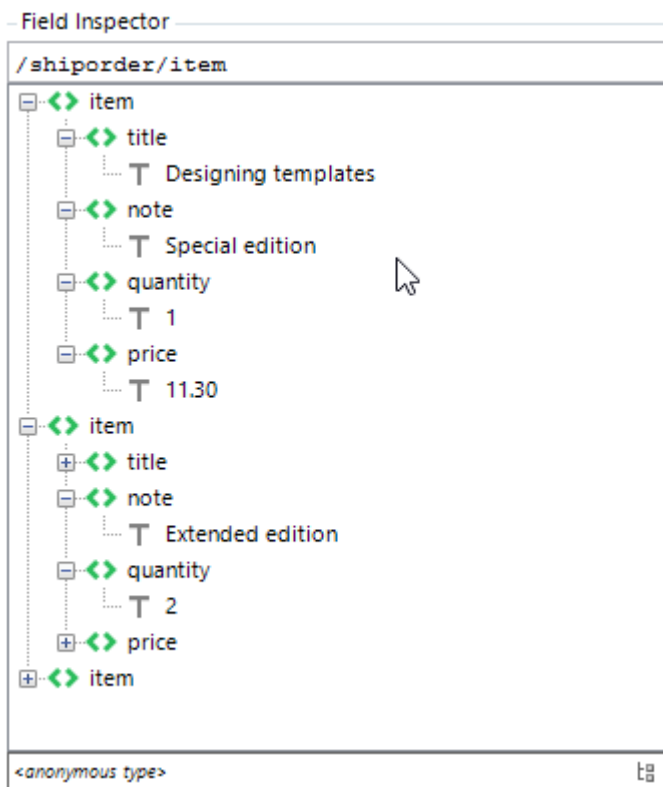 Field Inspector
/shiporder/item
item
title
Designing templates
note
Special edition
quantity
1
price
11.30
item
title
note
Extended edition
quantity
2
price
item
<anonymous type>